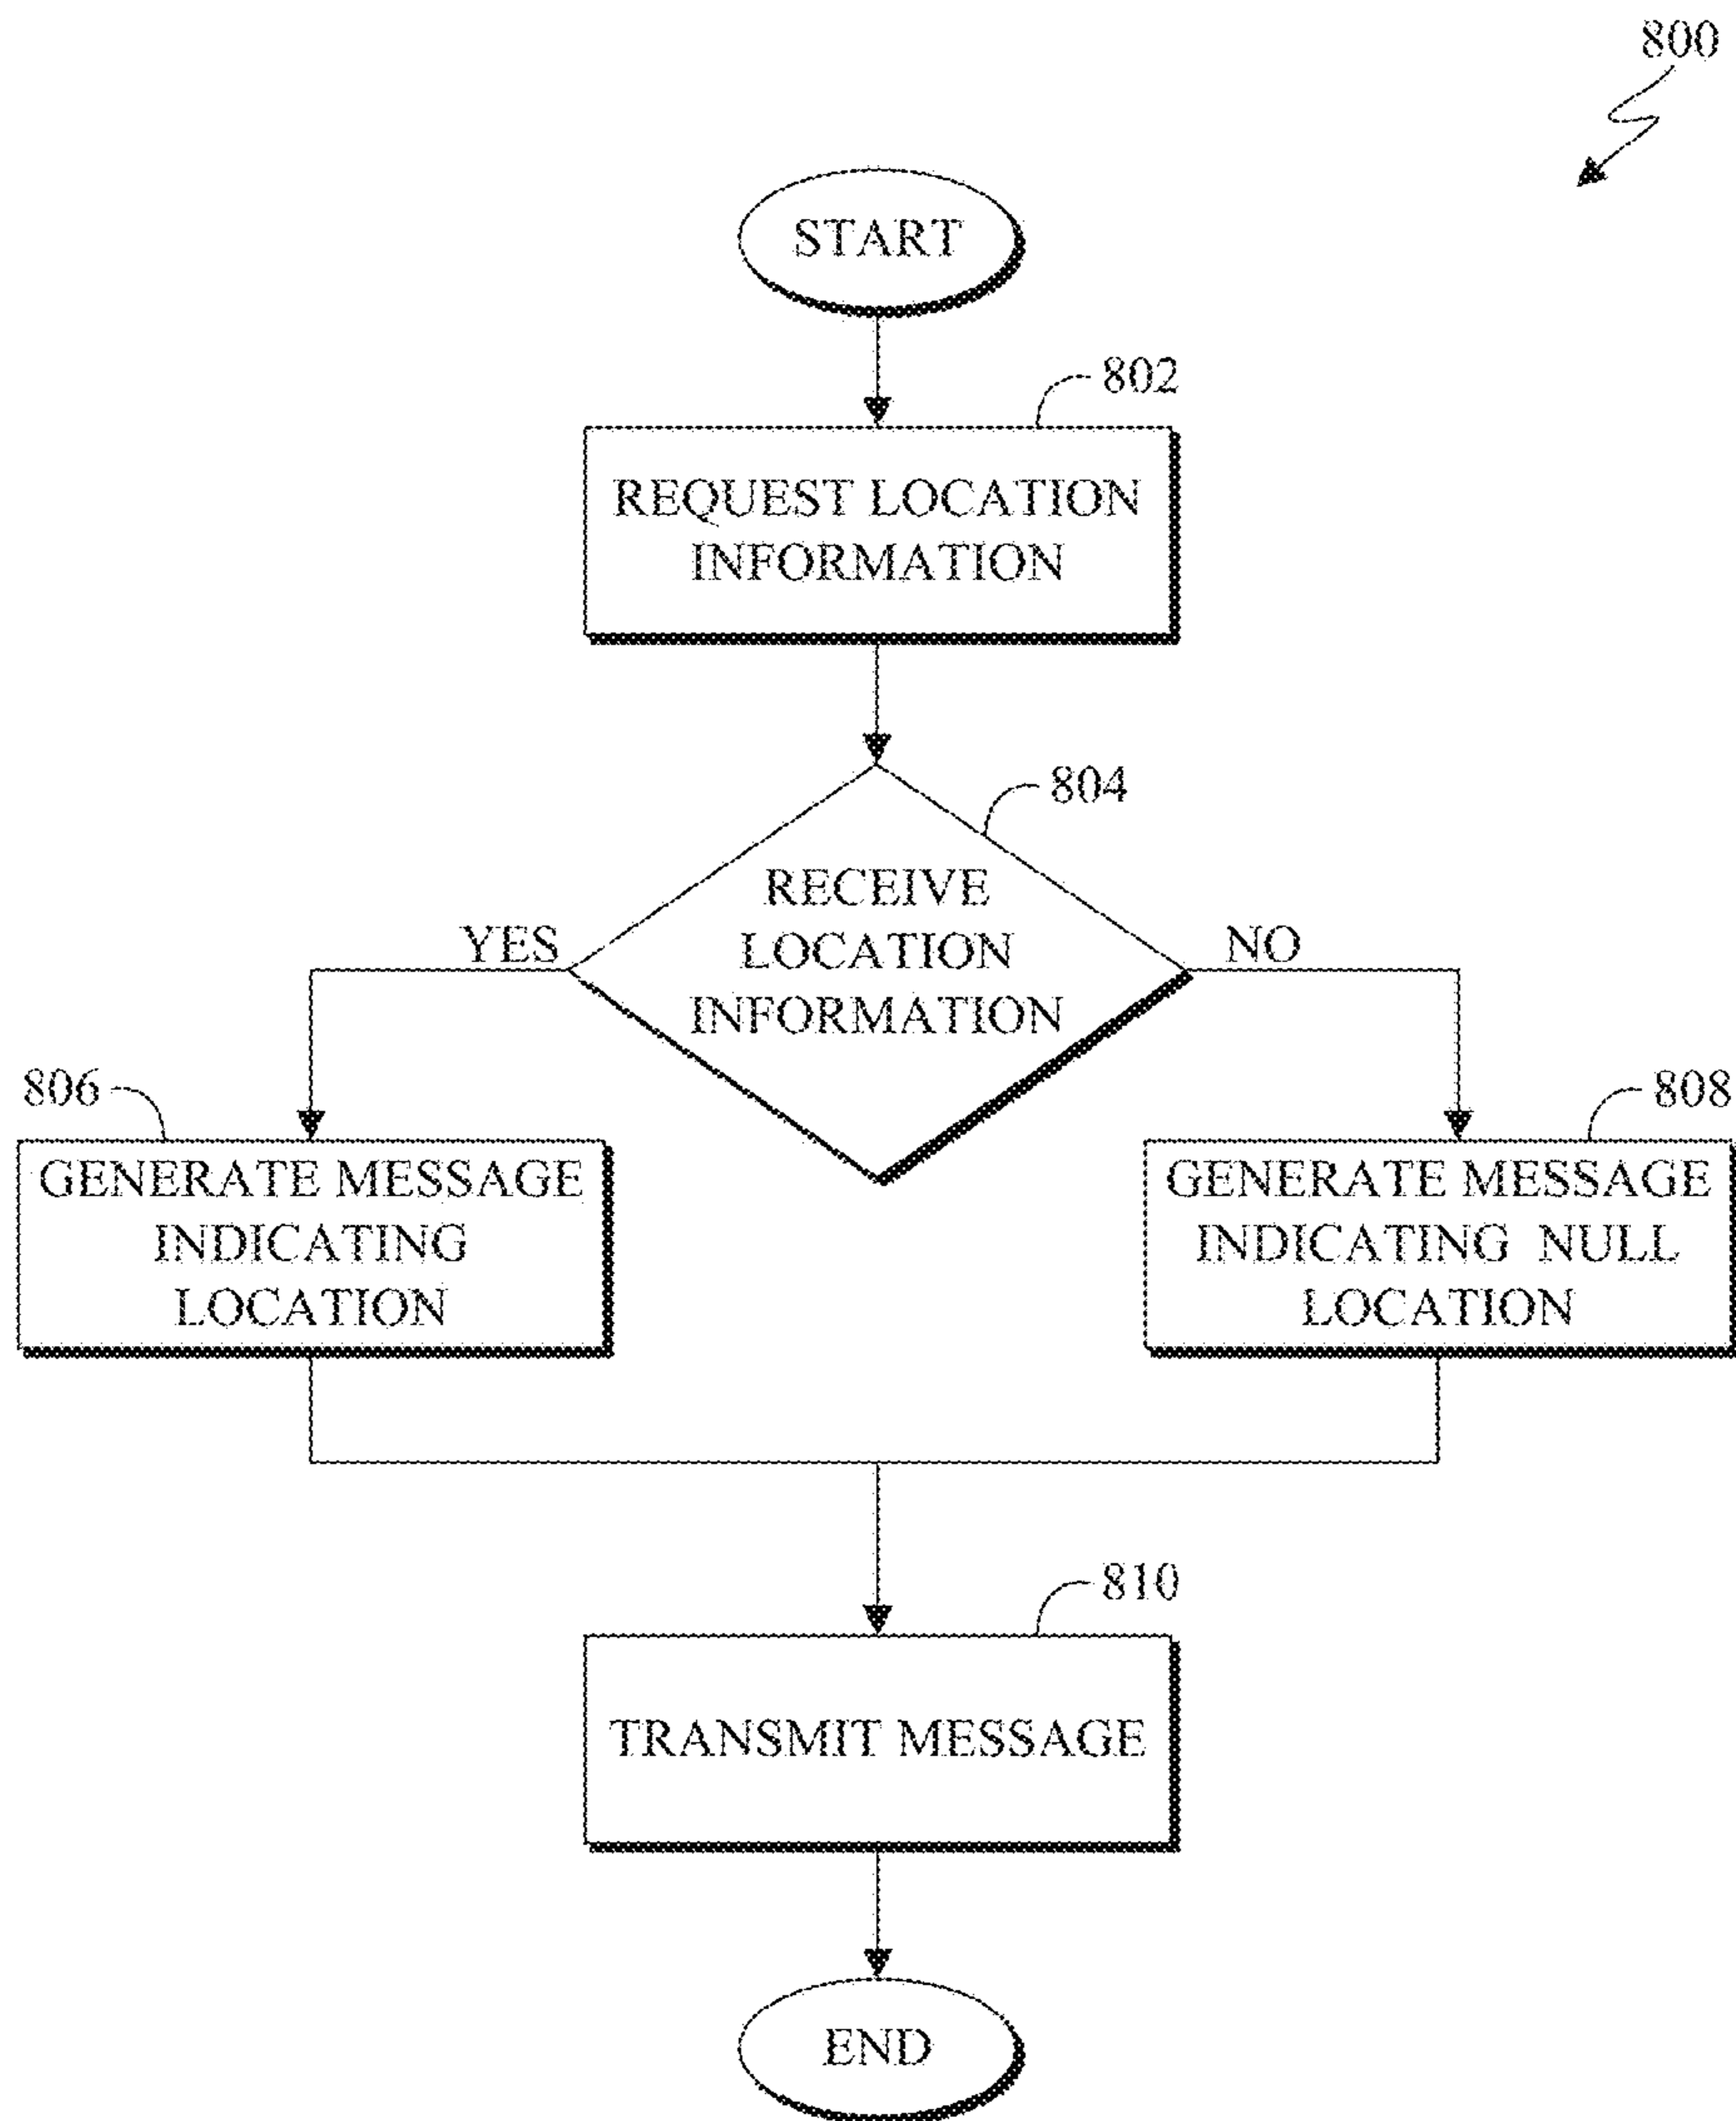 800
START
802
REQUEST LOCATION
INFORMATION
804
RECEIVE
LOCATION
INFORMATION
YES
NO
806
GENERATE MESSAGE
INDICATING
LOCATION
808
GENERATE MESSAGE
INDICATING NULL
LOCATION
810
TRANSMIT MESSAGE
END